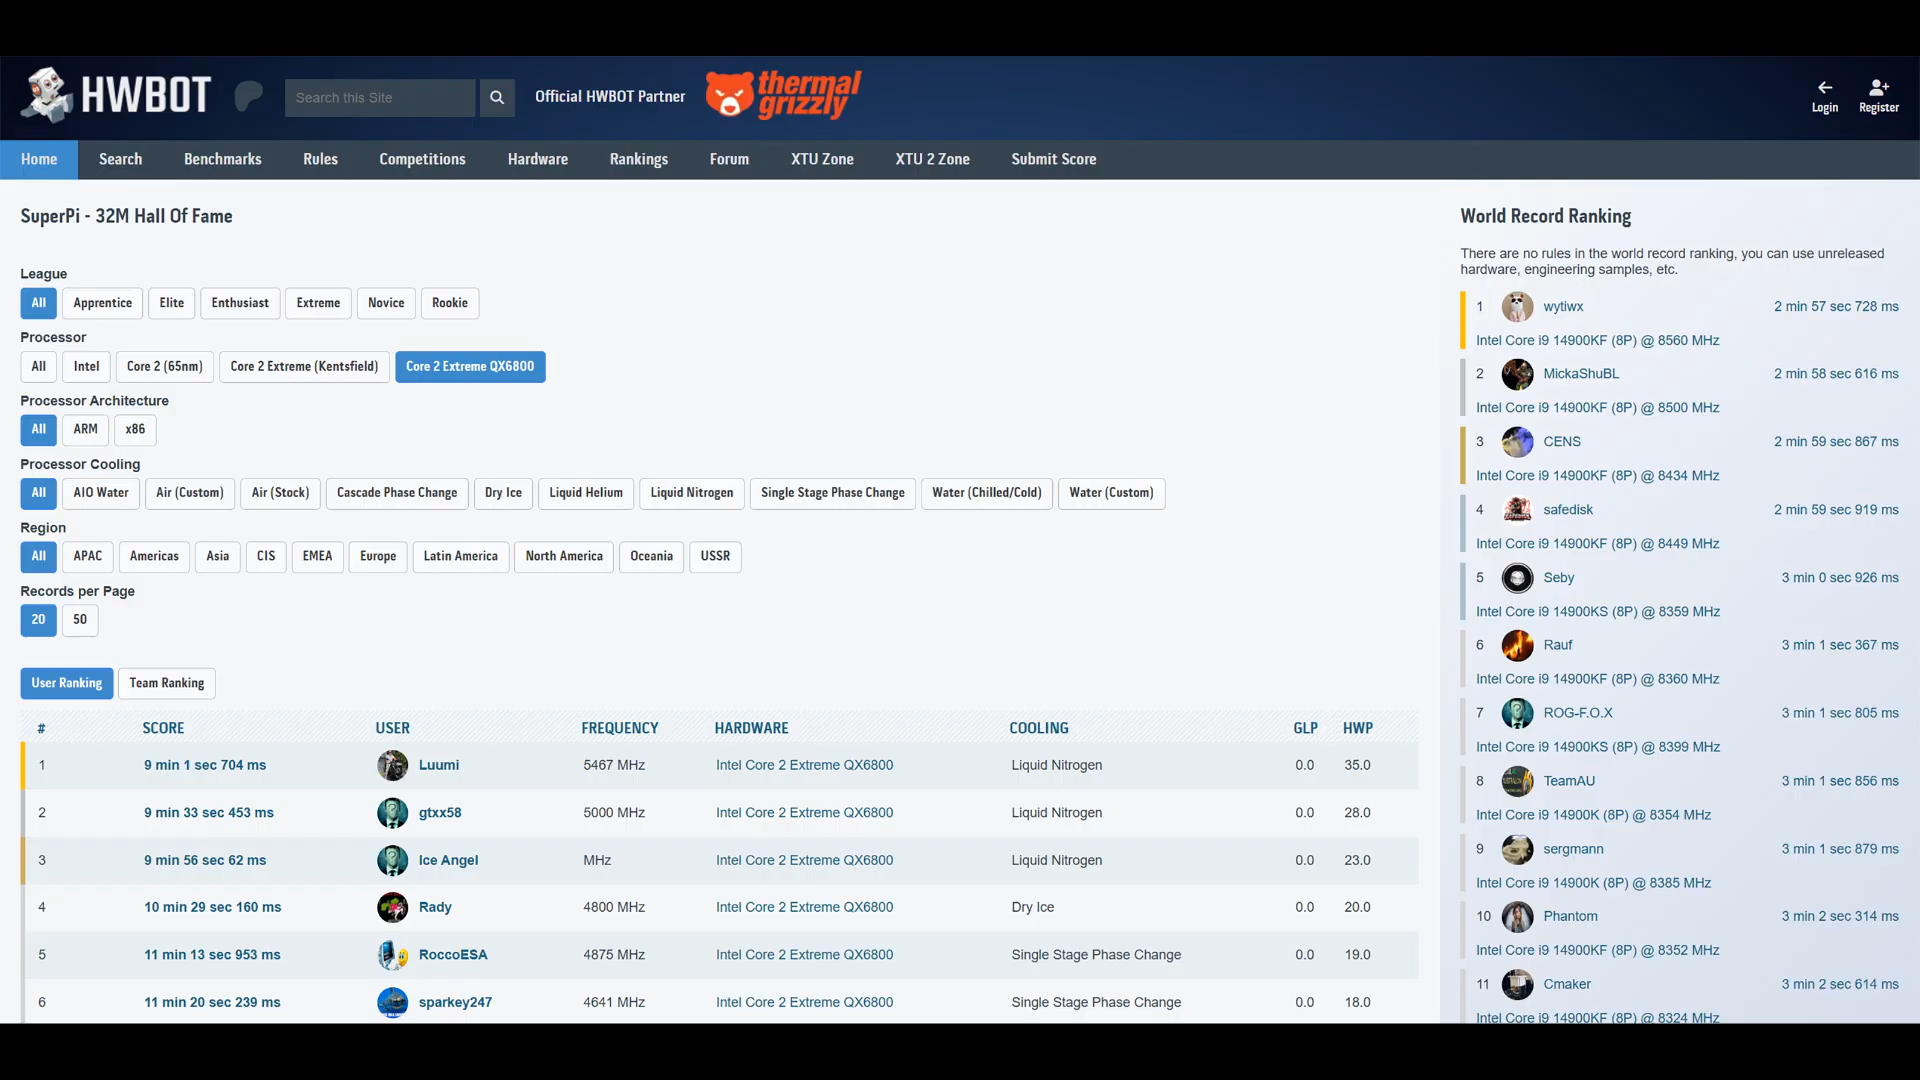 HWBOT
Search this Site
Official HWBOT Partner
thermal
grizzly
Login
Register
Home
Search
Benchmarks
Rules
Competitions
Hardware
Rankings
Forum
XTU Zone
XTU 2 Zone
Submit Score
SuperPi - 32M Hall Of Fame
League
All Apprentice Elite Enthusiast Extreme Novice Rookie
Processor
All Intel Core 2 (65nm) Core 2 Extreme (Kentsfield) Core 2 Extreme QX6800
Processor Architecture
All ARM x86
Processor Cooling
All AIO Water Air (Custom) Air (Stock) Cascade Phase Change Dry Ice Liquid Helium Liquid Nitrogen Single Stage Phase Change Water (Chilled/Cold) Water (Custom)
Region
All APAC Americas Asia CIS EMEA Europe Latin America North America Oceania USSR
Records per Page
20 50
User Ranking Team Ranking
# SCORE USER FREQUENCY HARDWARE COOLING GLP HWP
1 9 min 1 sec 704 ms Luumi 5467 MHz Intel Core 2 Extreme QX6800 Liquid Nitrogen 0.0 35.0
2 9 min 33 sec 453 ms gtxx58 5000 MHz Intel Core 2 Extreme QX6800 Liquid Nitrogen 0.0 28.0
3 9 min 56 sec 62 ms Ice Angel MHz Intel Core 2 Extreme QX6800 Liquid Nitrogen 0.0 23.0
4 10 min 29 sec 160 ms Rady 4800 MHz Intel Core 2 Extreme QX6800 Dry Ice 0.0 20.0
5 11 min 13 sec 953 ms RoccoESA 4875 MHz Intel Core 2 Extreme QX6800 Single Stage Phase Change 0.0 19.0
6 11 min 20 sec 239 ms sparkey247 4641 MHz Intel Core 2 Extreme QX6800 Single Stage Phase Change 0.0 18.0
World Record Ranking
There are no rules in the world record ranking, you can use unreleased
hardware, engineering samples, etc.
1 wytiwx 2 min 57 sec 728 ms
Intel Core i9 14900KF (8P) @ 8560 MHz
2 MickaShuBL 2 min 58 sec 616 ms
Intel Core i9 14900KF (8P) @ 8500 MHz
3 CENS 2 min 59 sec 867 ms
Intel Core i9 14900KF (8P) @ 8434 MHz
4 safedisk 2 min 59 sec 919 ms
Intel Core i9 14900KF (8P) @ 8449 MHz
5 Seby 3 min 0 sec 926 ms
Intel Core i9 14900KS (8P) @ 8359 MHz
6 Rauf 3 min 1 sec 367 ms
Intel Core i9 14900KF (8P) @ 8360 MHz
7 ROG-F.O.X 3 min 1 sec 805 ms
Intel Core i9 14900KS (8P) @ 8399 MHz
8 TeamAU 3 min 1 sec 856 ms
Intel Core i9 14900K (8P) @ 8354 MHz
9 sergmann 3 min 1 sec 879 ms
Intel Core i9 14900K (8P) @ 8385 MHz
10 Phantom 3 min 2 sec 314 ms
Intel Core i9 14900KF (8P) @ 8352 MHz
11 Cmaker 3 min 2 sec 614 ms
Intel Core i9 14900KF (8P) @ 8324 MHz